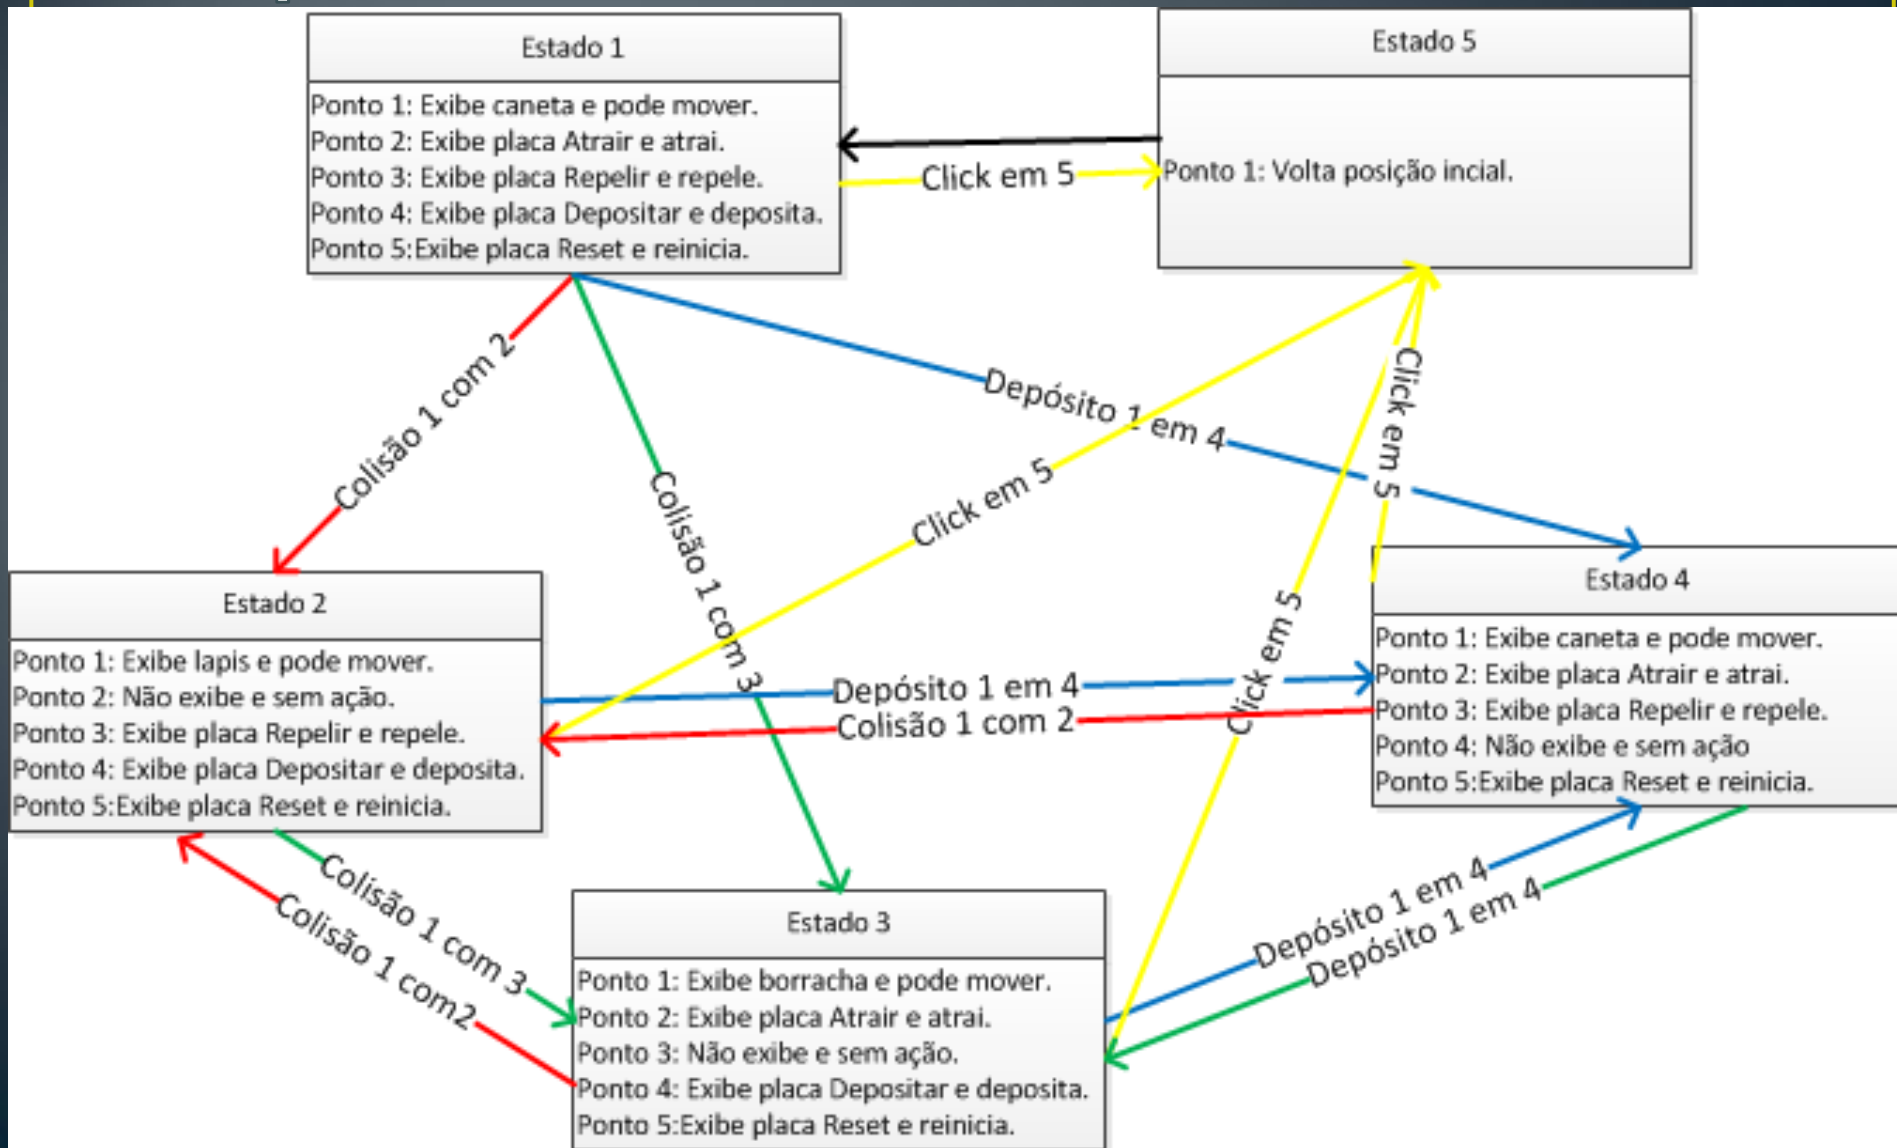 Estado 1
Ponto 1: Exibe caneta e pode mover.
Ponto 2: Exibe placa Atrair e atrai.
Ponto 3: Exibe placa Repelir e repele.
Ponto 4: Exibe placa Depositar e deposita.
Ponto 5:Exibe placa Reset e reinicia.
Estado 5
Ponto 1: Volta posição incial.
Click em 5
Colisão 1 com 2
Colisão 1 com 3
Depósito 1 em 4
Click em 5
Click em 5
Click em 5
Estado 2
Ponto 1: Exibe lapis e pode mover.
Ponto 2: Não exibe e sem ação.
Ponto 3: Exibe placa Repelir e repele.
Ponto 4: Exibe placa Depositar e deposita.
Ponto 5:Exibe placa Reset e reinicia.
Depósito 1 em 4
Colisão 1 com 2
Estado 4
Ponto 1: Exibe caneta e pode mover.
Ponto 2: Exibe placa Atrair e atrai.
Ponto 3: Exibe placa Repelir e repele.
Ponto 4: Não exibe e sem ação
Ponto 5:Exibe placa Reset e reinicia.
Colisão 1 com 3
Colisão 1 com2
Depósito 1 em 4
Depósito 1 em 4
Estado 3
Ponto 1: Exibe borracha e pode mover.
Ponto 2: Exibe placa Atrair e atrai.
Ponto 3: Não exibe e sem ação.
Ponto 4: Exibe placa Depositar e deposita.
Ponto 5:Exibe placa Reset e reinicia.